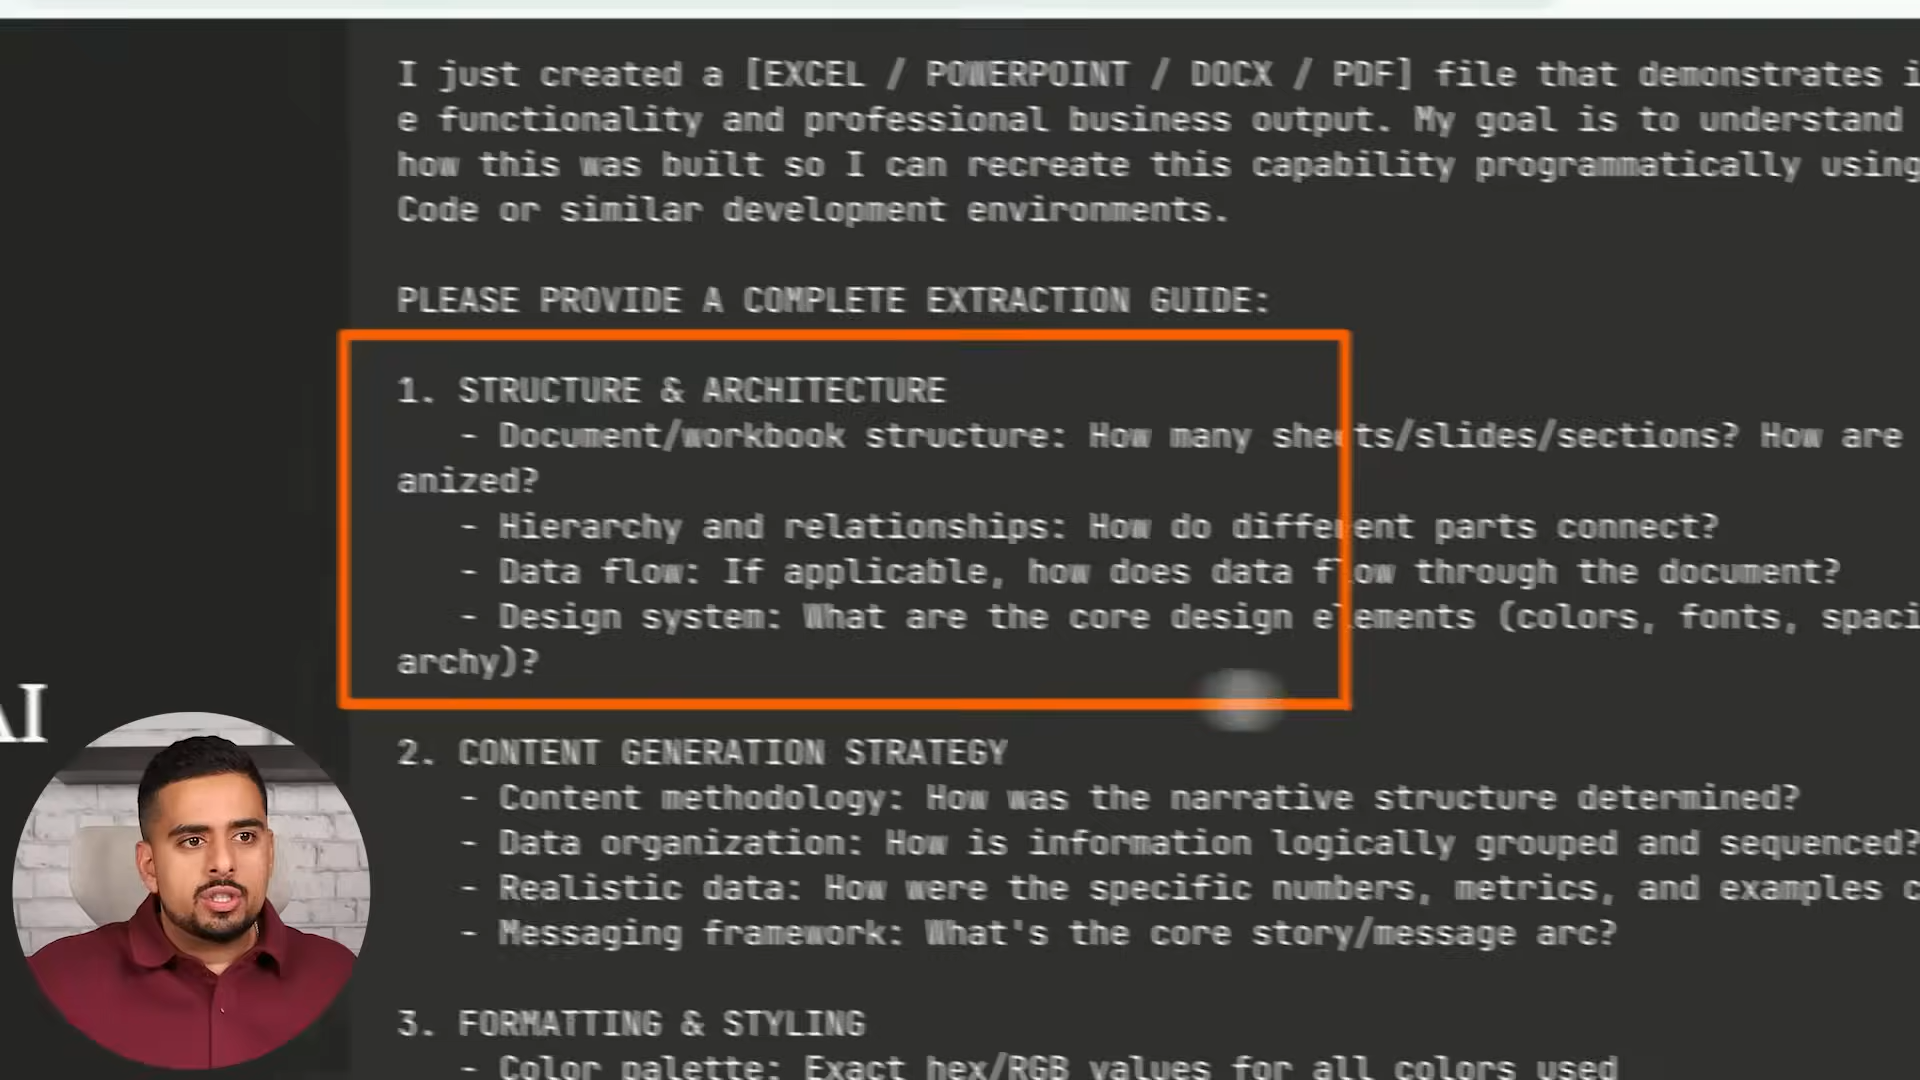 I just created a [EXCEL / POWERPOINT / DOCX / PDF] file that demonstrates
e functionality and professional business output. My goal is to understand
how this was built so I can recreate this capability programmatically using
Code or similar development environments.
PLEASE PROVIDE A COMPLETE EXTRACTION GUIDE:
1. STRUCTURE & ARCHITECTURE
- Document/workbook structure: How many sheets/slides/sections? How are
anized?
- Hierarchy and relationships: How do different parts connect?
- Data flow: If applicable, how does data flow through the document?
- Design system: What are the core design elements (colors, fonts, spaci
archy)?
AI
2. CONTENT GENERATION STRATEGY
- Content methodology: How was the narrative structure determined?
- Data organization: How is information logically grouped and sequenced?
- Realistic data: How were the specific numbers, metrics, and examples
- Messaging framework: What's the core story/message arc?
3. FORMATTING & STYLING
- Color palette: Exact hex/RGB values for all colors used